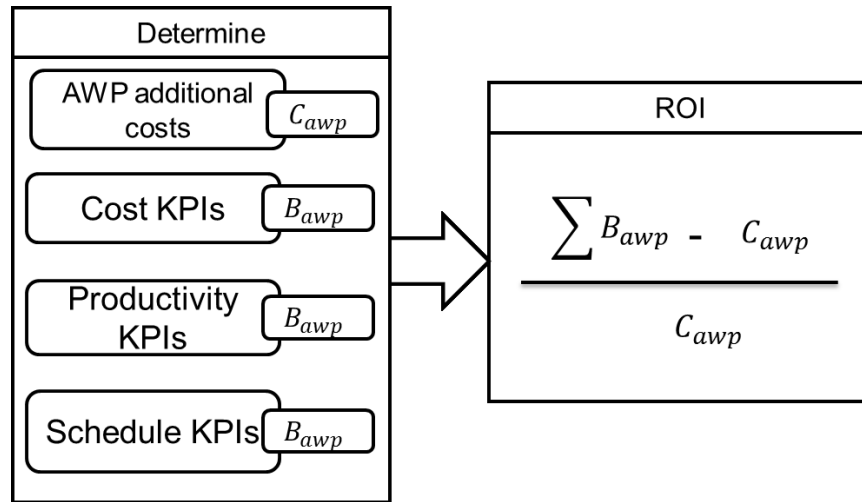 Determine
AWP additional
costs
C_awp
Cost KPIs
B_awp
Productivity
KPIs
B_awp
Schedule KPIs
B_awp
ROI
∑ B_awp - C_awp
C_awp